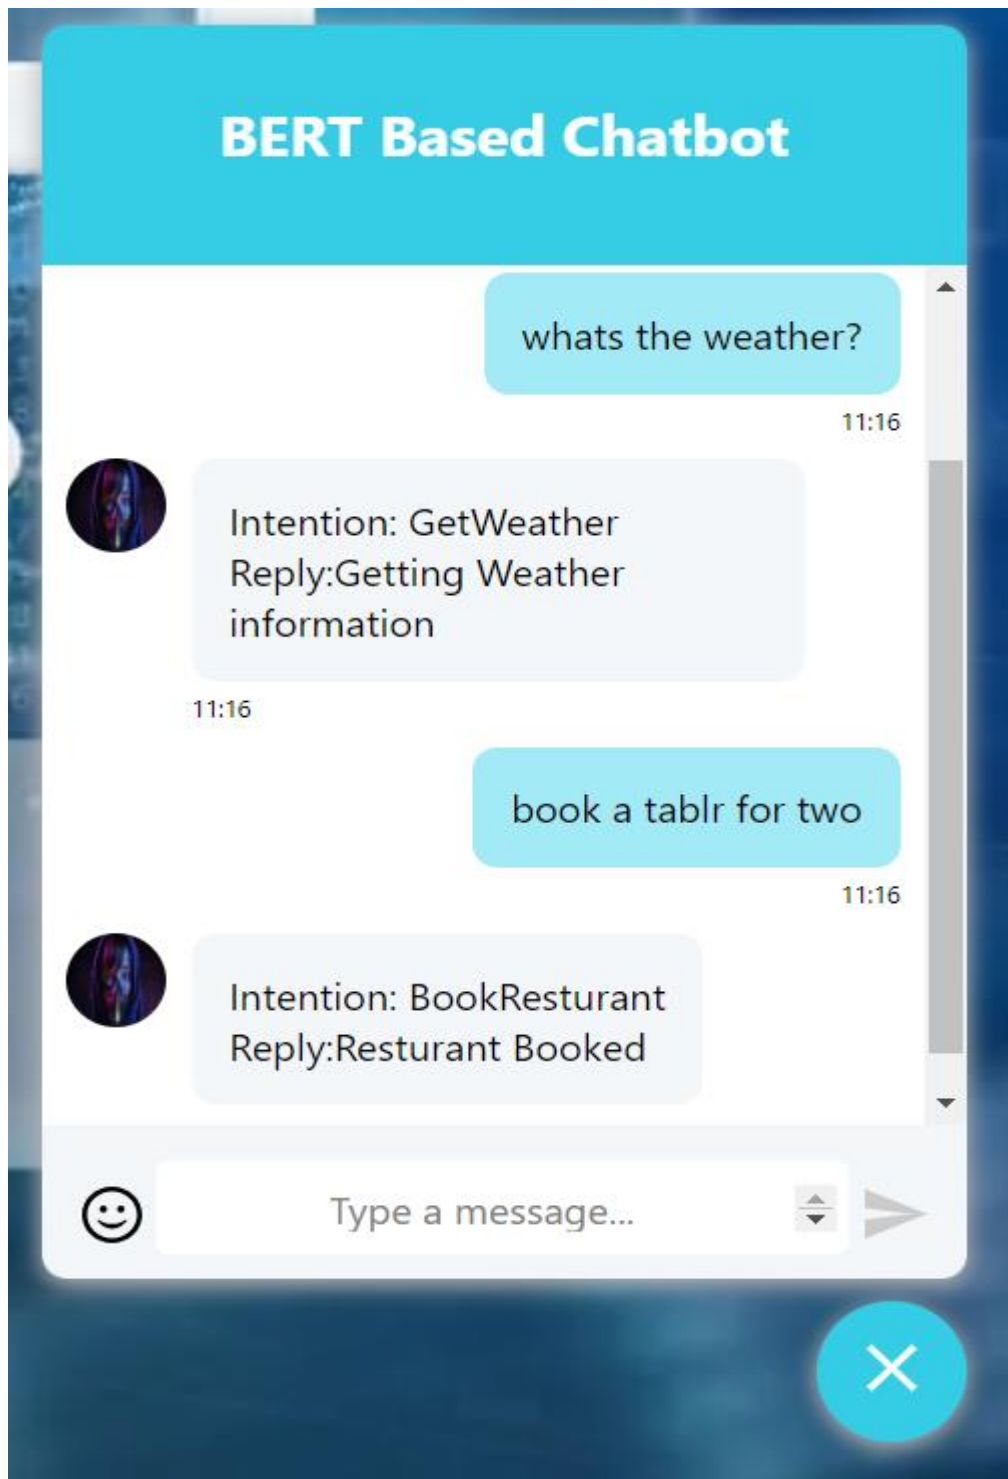 BERT Based Chatbot
whats the weather?
11:16
Intention: GetWeather
Reply:Getting Weather
information
11:16
book a tablr for two
11:16
Intention: BookResturant
Reply:Resturant Booked
Type a message...